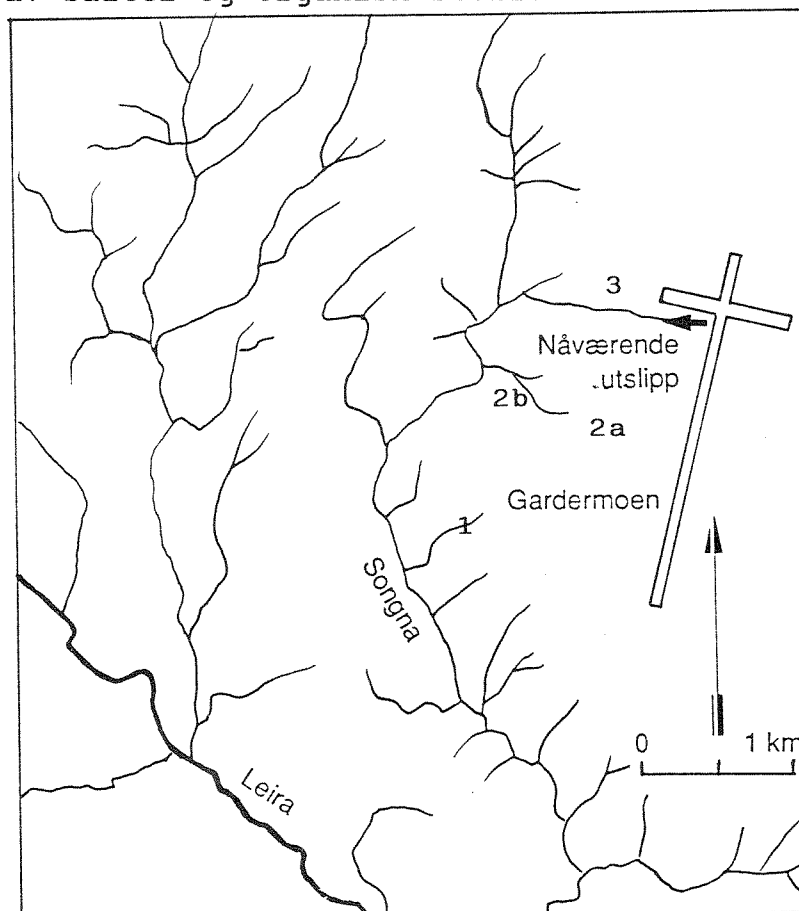 3
Nåværende
utslipp
2b
2a
Gardermoen
1
Songna
0 1 km
Leira